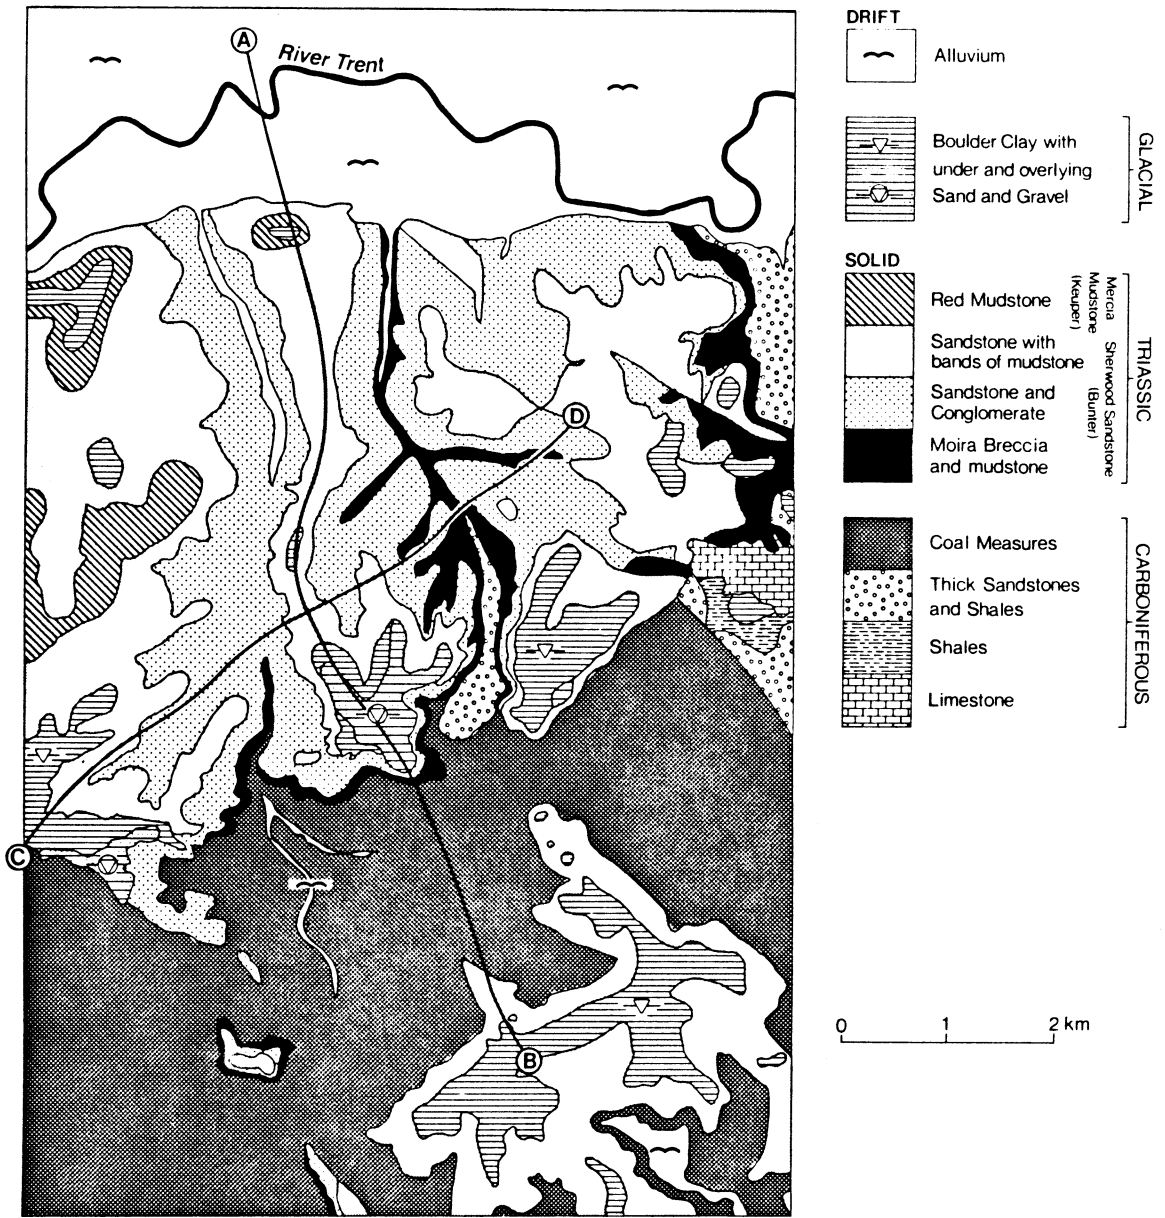 A
River Trent
D
C
B
DRIFT
Alluvium
Boulder Clay with
under and overlying
Sand and Gravel
GLACIAL
SOLID
Red Mudstone
Mercia
Mudstone
(Keuper)
Sandstone with
bands of mudstone
Sandstone and
Conglomerate
Moira Breccia
and mudstone
Sherwood Sandstone
(Bunter)
TRIASSIC
Coal Measures
Thick Sandstones
and Shales
Shales
Limestone
CARBONIFEROUS
0 1 2 km